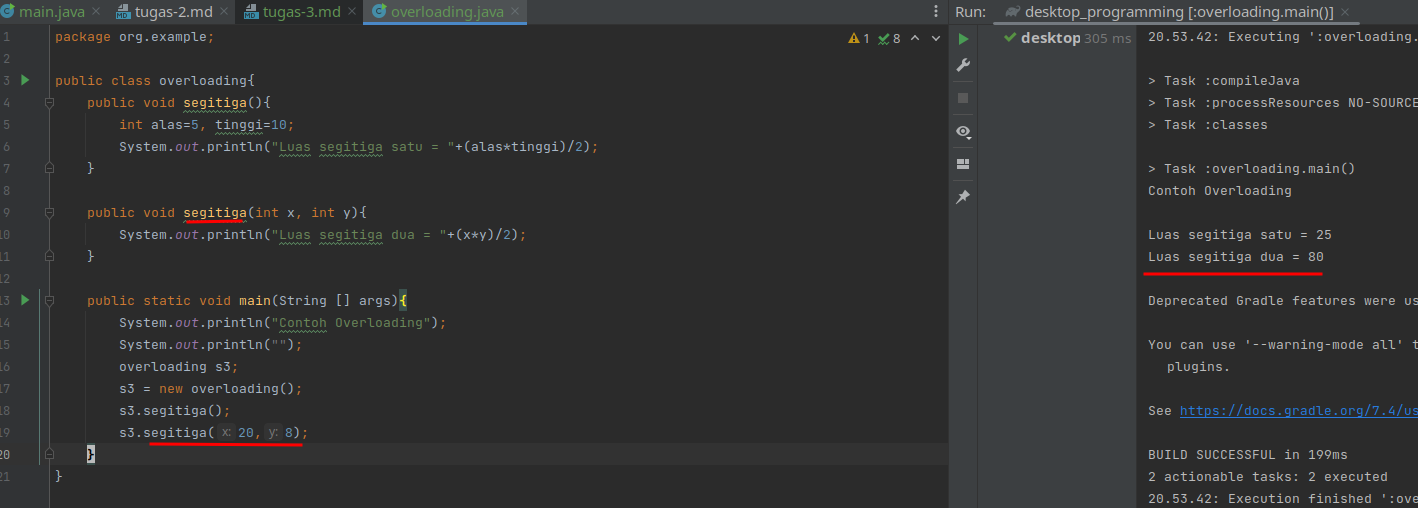 main.java × tugas-2.md × tugas-3.md × overloading.java ×
1 package org.example; 1 8
2
3 public class overloading{
4 public void segitiga(){
5 int alas=5, tinggi=10;
6 System.out.println("Luas segitiga satu = "+(alas*tinggi)/2);
7 }
8
9 public void segitiga(int x, int y){
10 System.out.println("Luas segitiga dua = "+(x*y)/2);
11 }
12
13 public static void main(String [] args){
14 System.out.println("Contoh Overloading");
15 System.out.println("");
16 overloading s3;
17 s3 = new overloading();
18 s3.segitiga();
19 s3.segitiga( x: 20, y: 8);
20 }
21 }
Run: desktop_programming [:overloading.main()] ×
desktop 305 ms
20.53.42: Executing ':overloading.
> Task :compileJava
> Task :processResources NO-SOURCE
> Task :classes
> Task :overloading.main()
Contoh Overloading
Luas segitiga satu = 25
Luas segitiga dua = 80
Deprecated Gradle features were us
You can use '--warning-mode all' t
plugins.
See https://docs.gradle.org/7.4/us
BUILD SUCCESSFUL in 199ms
2 actionable tasks: 2 executed
20.53.42: Execution finished ':ove